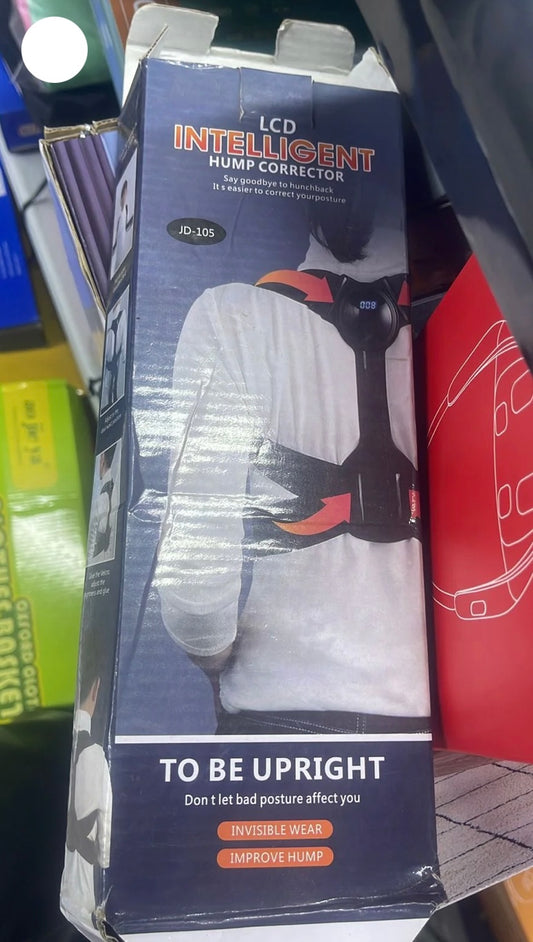 LCD
INTELLIGENT
HUMP CORRECTOR
Say goodbye to hunchback
It s easier to correct yourposture
JD-105
008
TO BE UPRIGHT
Don t let bad posture affect you
INVISIBLE WEAR
IMPROVE HUMP